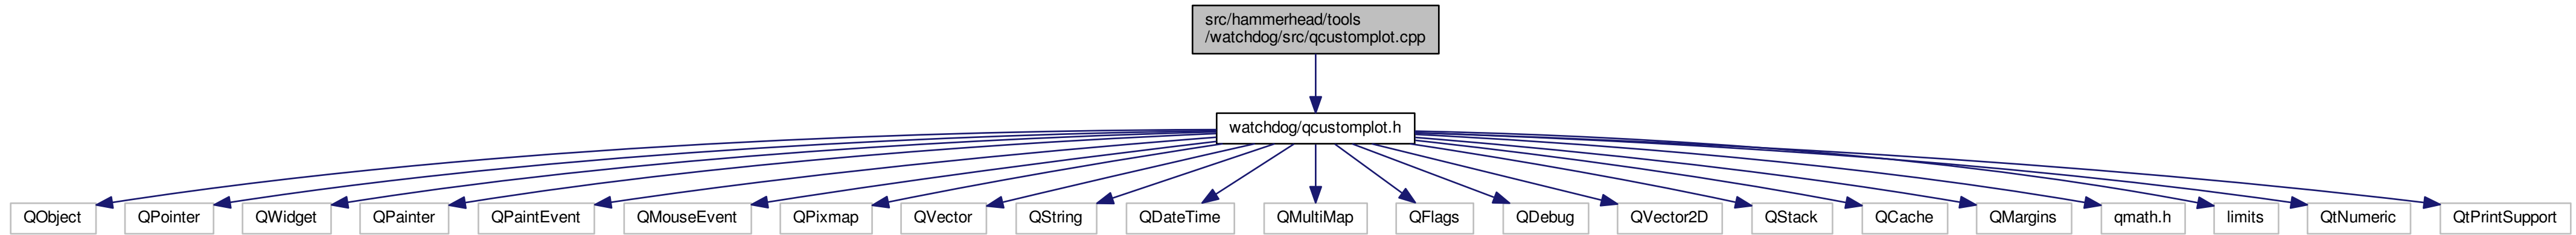 src/hammerhead/tools
/watchdog/src/qcustomplot.cpp
watchdog/qcustomplot.h
QObject
QPointer
QWidget
QPainter
QPaintEvent
QMouseEvent
QPixmap
QVector
QString
QDateTime
QMultiMap
QFlags
QDebug
QVector2D
QStack
QCache
QMargins
qmath.h
limits
QtNumeric
QtPrintSupport